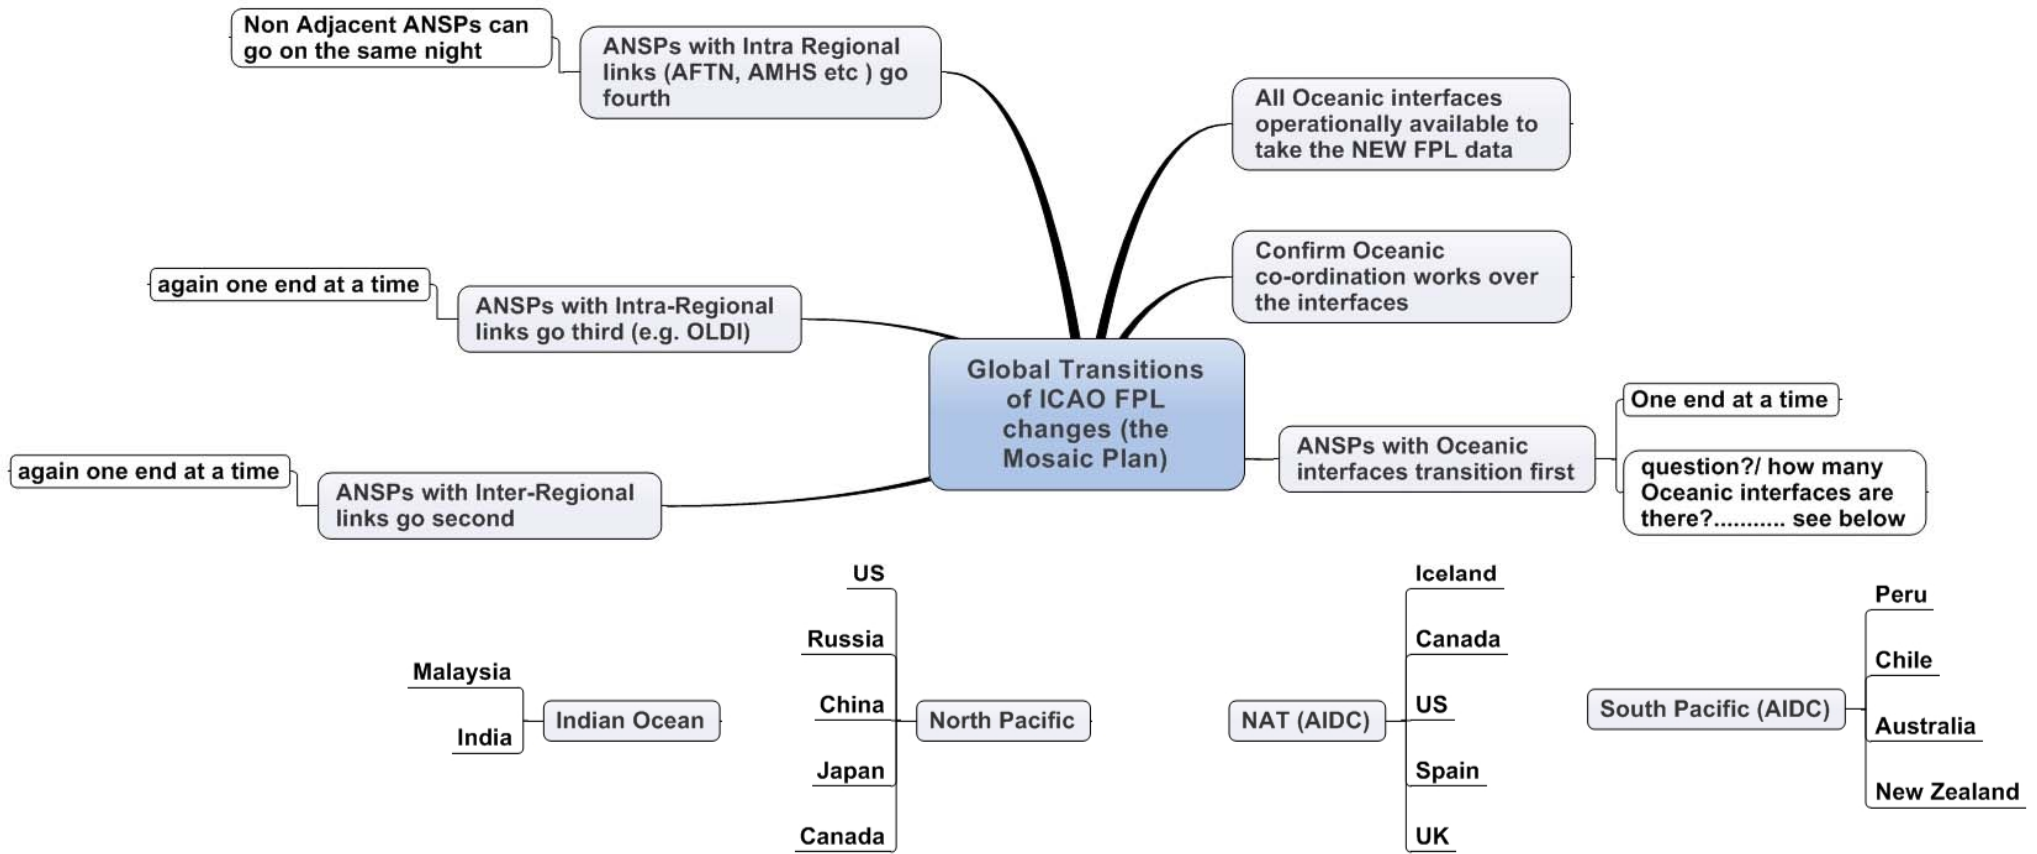 Non Adjacent ANSPs can
go on the same night
ANSPs with Intra Regional
links (AFTN, AMHS etc ) go
fourth
All Oceanic interfaces
operationally available to
take the NEW FPL data
Confirm Oceanic
co-ordination works over
the interfaces
again one end at a time
ANSPs with Intra-Regional
links go third (e.g. OLDI)
Global Transitions
of ICAO FPL
changes (the
Mosaic Plan)
One end at a time
ANSPs with Oceanic
interfaces transition first
question?/ how many
Oceanic interfaces are
there?........... see below
again one end at a time
ANSPs with Inter-Regional
links go second
Malaysia
India
Indian Ocean
US
Russia
China
Japan
Canada
North Pacific
NAT (AIDC)
Iceland
Canada
US
Spain
UK
South Pacific (AIDC)
Peru
Chile
Australia
New Zealand